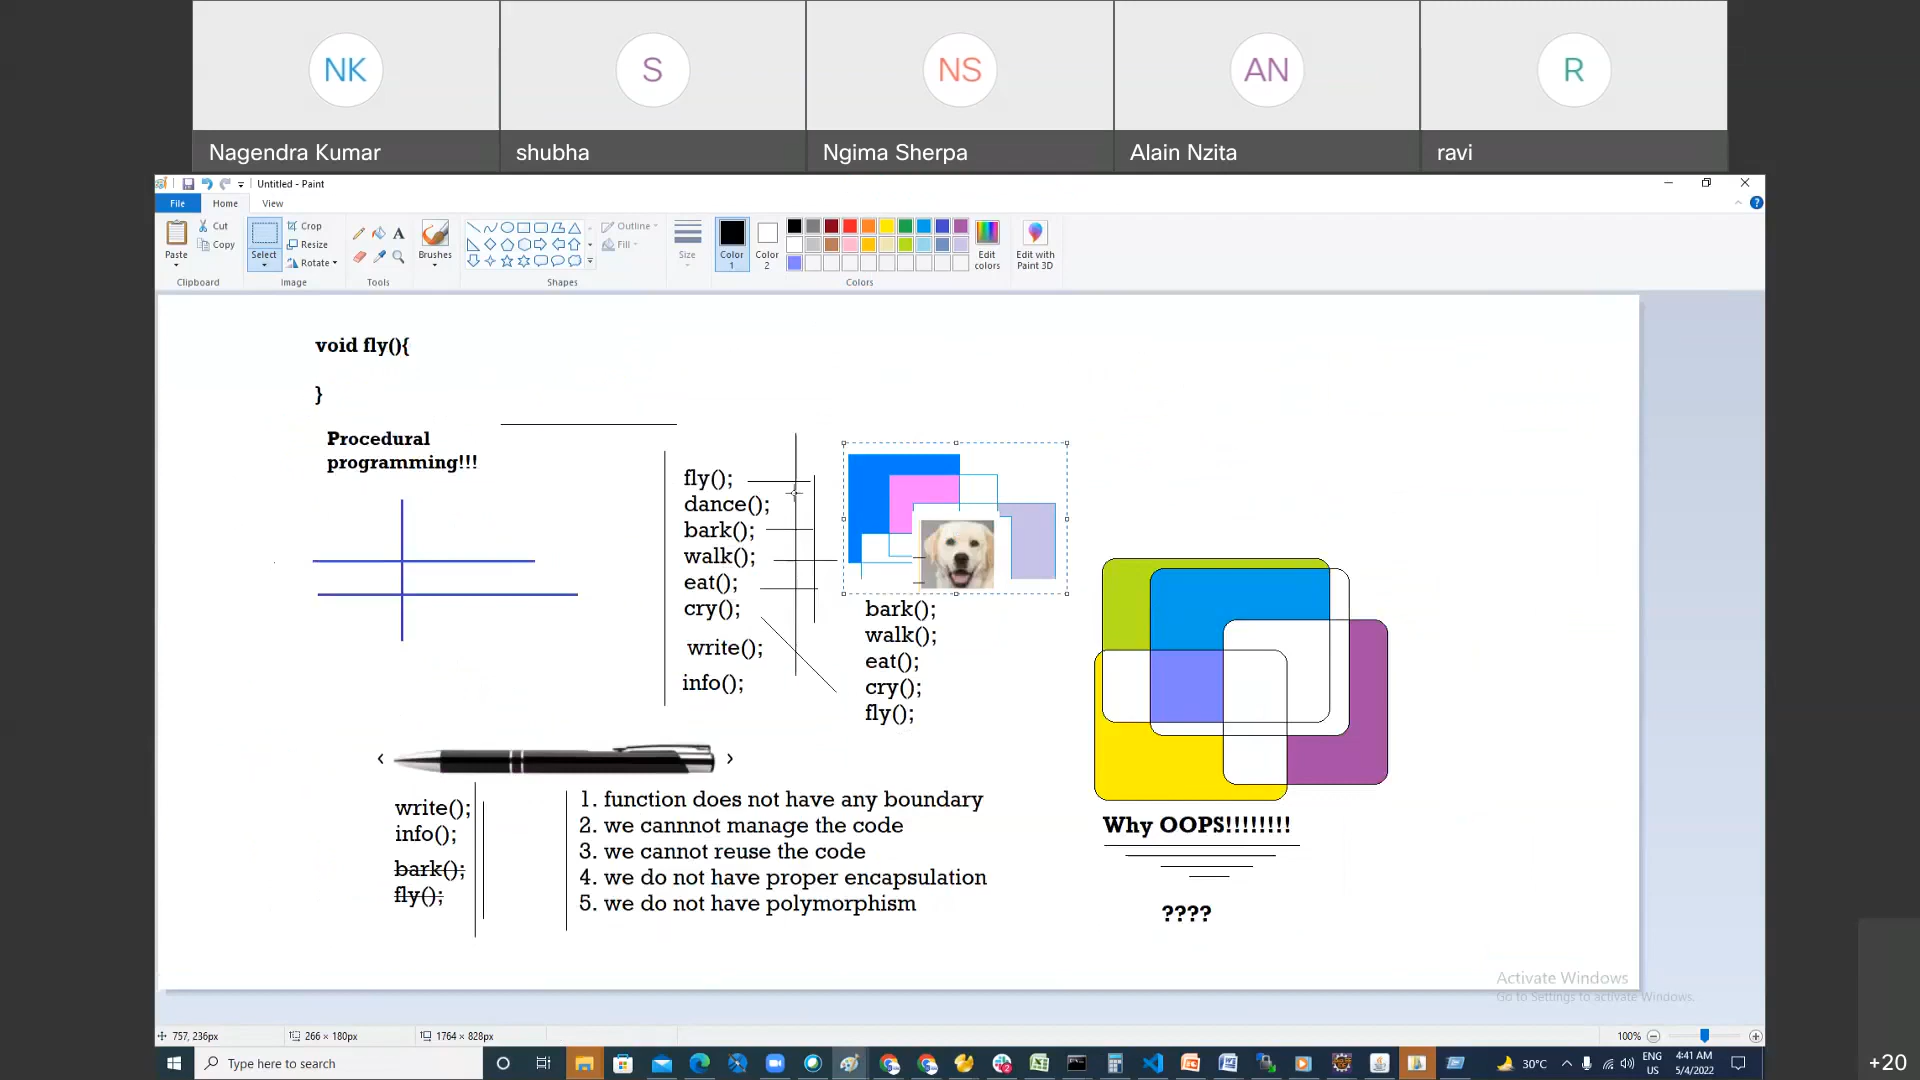 NK
S
NS
AN
R
Nagendra Kumar
shubha
Ngima Sherpa
Alain Nzita
ravi
Untitled - Paint
File
Home
View
Paste
Cut
Copy
Clipboard
Select
Crop
Resize
Rotate
Image
A
Tools
Brushes
Outline
Fill
Shapes
Size
Color
1
Color
2
Edit
colors
Colors
Edit with
Paint 3D
?
void fly(){
}
Procedural
programming!!!
fly();
dance();
bark();
walk();
eat();
cry();
write();
info();
bark();
walk();
eat();
cry();
fly();
‹
›
write();
info();
bark();
fly();
1. function does not have any boundary
2. we cannnot manage the code
3. we cannot reuse the code
4. we do not have proper encapsulation
5. we do not have polymorphism
Why OOPS!!!!!!!!
????
Activate Windows
Go to Settings to activate Windows.
757, 236px
266 × 180px
1764 × 828px
100%
Type here to search
30°C
ENG
US
4:41 AM
5/4/2022
+20